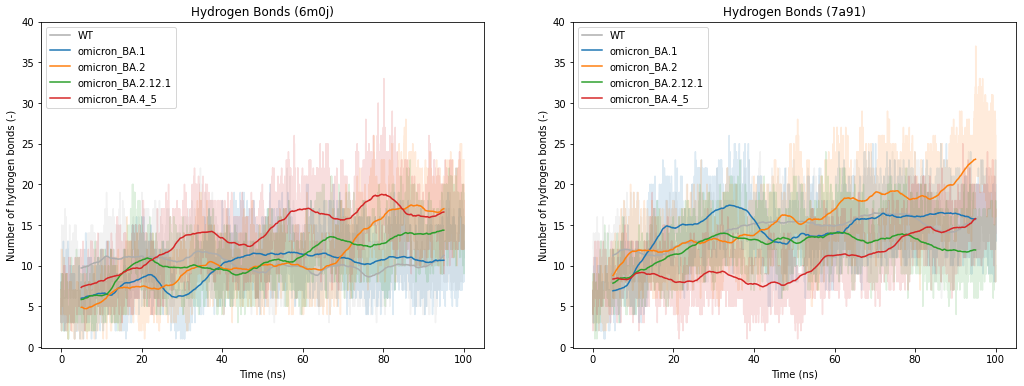 Hydrogen Bonds (6m0j)
Number of hydrogen bonds (-)
40
35
30
25
20
15
10
5
0
WT
omicron_BA.1
omicron_BA.2
omicron_BA.2.12.1
omicron_BA.4_5
0 20 40 60 80 100
Time (ns)
Hydrogen Bonds (7a91)
Number of hydrogen bonds (-)
40
35
30
25
20
15
10
5
0
WT
omicron_BA.1
omicron_BA.2
omicron_BA.2.12.1
omicron_BA.4_5
0 20 40 60 80 100
Time (ns)